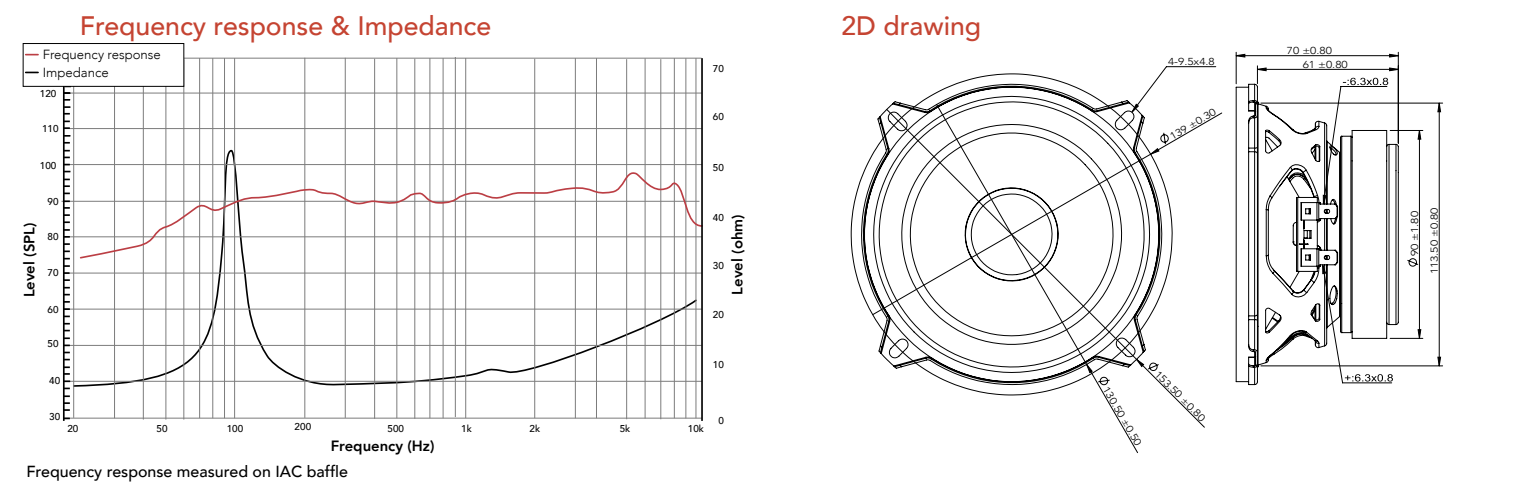 Frequency response & Impedance
Frequency response
Impedance
120
110
100
90
80
70
60
50
40
30
Level (SPL)
70
60
50
40
30
20
10
0
Level (ohm)
20 50 100 200 500 1k 2k 5k 10k
Frequency (Hz)
Frequency response measured on IAC baffle
2D drawing
4-9.5x4.8
Ø139 ±0.30
Ø153.50 ±0.80
Ø130.50 ±0.50
70 ±0.80
61 ±0.80
-:6.3x0.8
Ø90 ±1.80
113.50 ±0.80
+:6.3x0.8
+